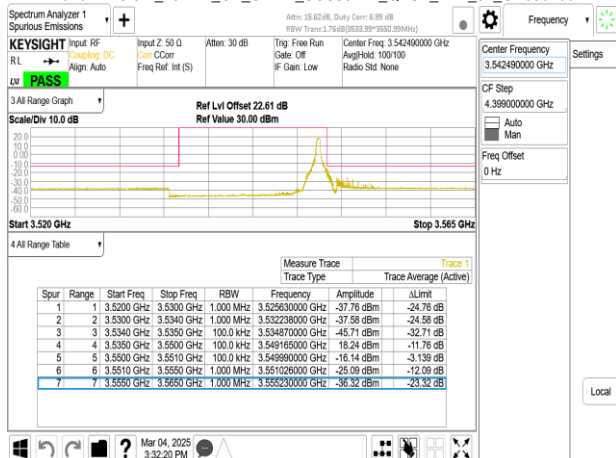 Spectrum Analyzer 1
Spurious Emissions
Attn: 15.62dB, Duty Corr: 6.99 dB
RBW Trans:1.76dB(3533.99~3550.99MHz)
Frequency
KEYSIGHT Input: RF Input Z: 50 Ω Atten: 30 dB Trig: Free Run Center Freq: 3.542490000 GHz
RL Coupling: DC Corr CCorr Gate: Off Avg|Hold: 100/100
Align: Auto Freq Ref: Int (S) IF Gain: Low Radio Std: None
LXI PASS
Center Frequency
3.542490000 GHz
Settings
CF Step
4.399000000 GHz
Auto
Man
Freq Offset
0 Hz
3 All Range Graph
Ref Lvl Offset 22.61 dB
Scale/Div 10.0 dB Ref Value 30.00 dBm
20.0
10.0
0.00
-10.0
-20.0
-30.0
-40.0
-50.0
-60.0
Start 3.520 GHz Stop 3.565 GHz
4 All Range Table
Measure Trace Trace 1
Trace Type Trace Average (Active)
Spur Range Start Freq Stop Freq RBW Frequency Amplitude ΔLimit
1 1 3.5200 GHz 3.5300 GHz 1.000 MHz 3.525630000 GHz -37.76 dBm -24.76 dB
2 2 3.5300 GHz 3.5340 GHz 1.000 MHz 3.532238000 GHz -37.58 dBm -24.58 dB
3 3 3.5340 GHz 3.5350 GHz 100.0 kHz 3.534870000 GHz -45.71 dBm -32.71 dB
4 4 3.5350 GHz 3.5500 GHz 100.0 kHz 3.549165000 GHz 18.24 dBm -11.76 dB
5 5 3.5500 GHz 3.5510 GHz 100.0 kHz 3.549990000 GHz -16.14 dBm -3.139 dB
6 6 3.5510 GHz 3.5550 GHz 1.000 MHz 3.551026000 GHz -25.09 dBm -12.09 dB
7 7 3.5550 GHz 3.5650 GHz 1.000 MHz 3.555230000 GHz -36.32 dBm -23.32 dB
Local
Mar 04, 2025
3:32:20 PM